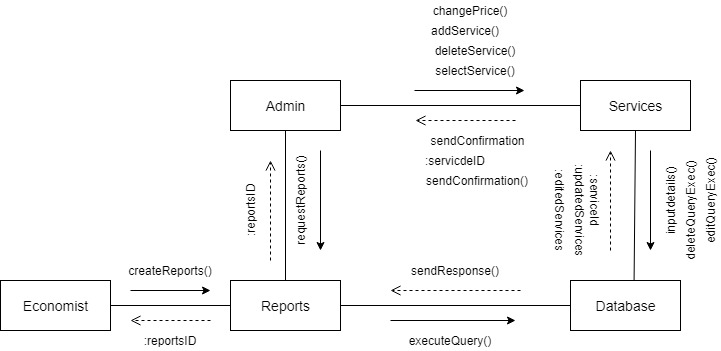 changePrice()
addService()
deleteService()
selectService()
Admin
Services
sendConfirmation
:servicdeID
sendConfirmation()
:reportsID
requestReports()
:serviceId
:updatedServices
:editedServices
inputdetails()
deleteQueryExec()
editQueryExec()
createReports()
sendResponse()
Economist
Reports
Database
:reportsID
executeQuery()